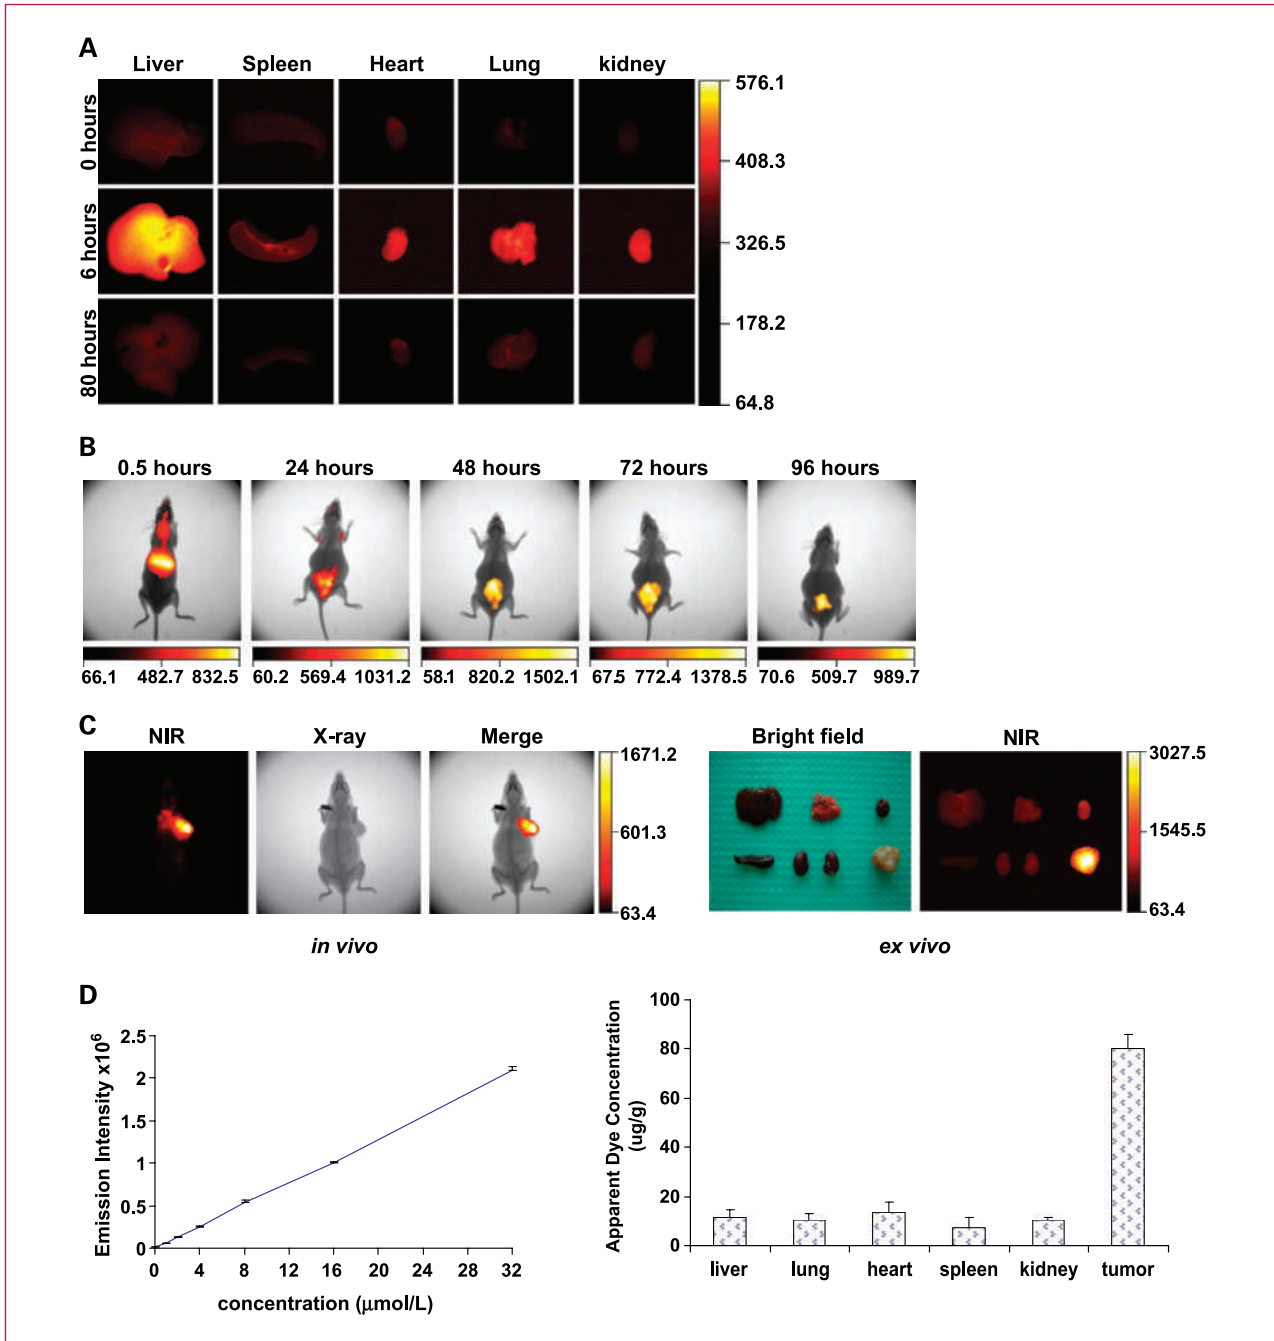 A
Liver Spleen Heart Lung kidney
0 hours
6 hours
80 hours
576.1
408.3
326.5
178.2
64.8
B
0.5 hours 24 hours 48 hours 72 hours 96 hours
66.1 482.7 832.5 60.2 569.4 1031.2 58.1 820.2 1502.1 67.5 772.4 1378.5 70.6 509.7 989.7
C
NIR X-ray Merge
1671.2
601.3
63.4
in vivo
Bright field NIR
3027.5
1545.5
63.4
ex vivo
D
Emission Intensity x10⁶
2.5
2
1.5
1
0.5
0
0 4 8 12 16 20 24 28 32
concentration (μmol/L)
Apparent Dye Concentration
(ug/g)
100
80
60
40
20
0
liver lung heart spleen kidney tumor